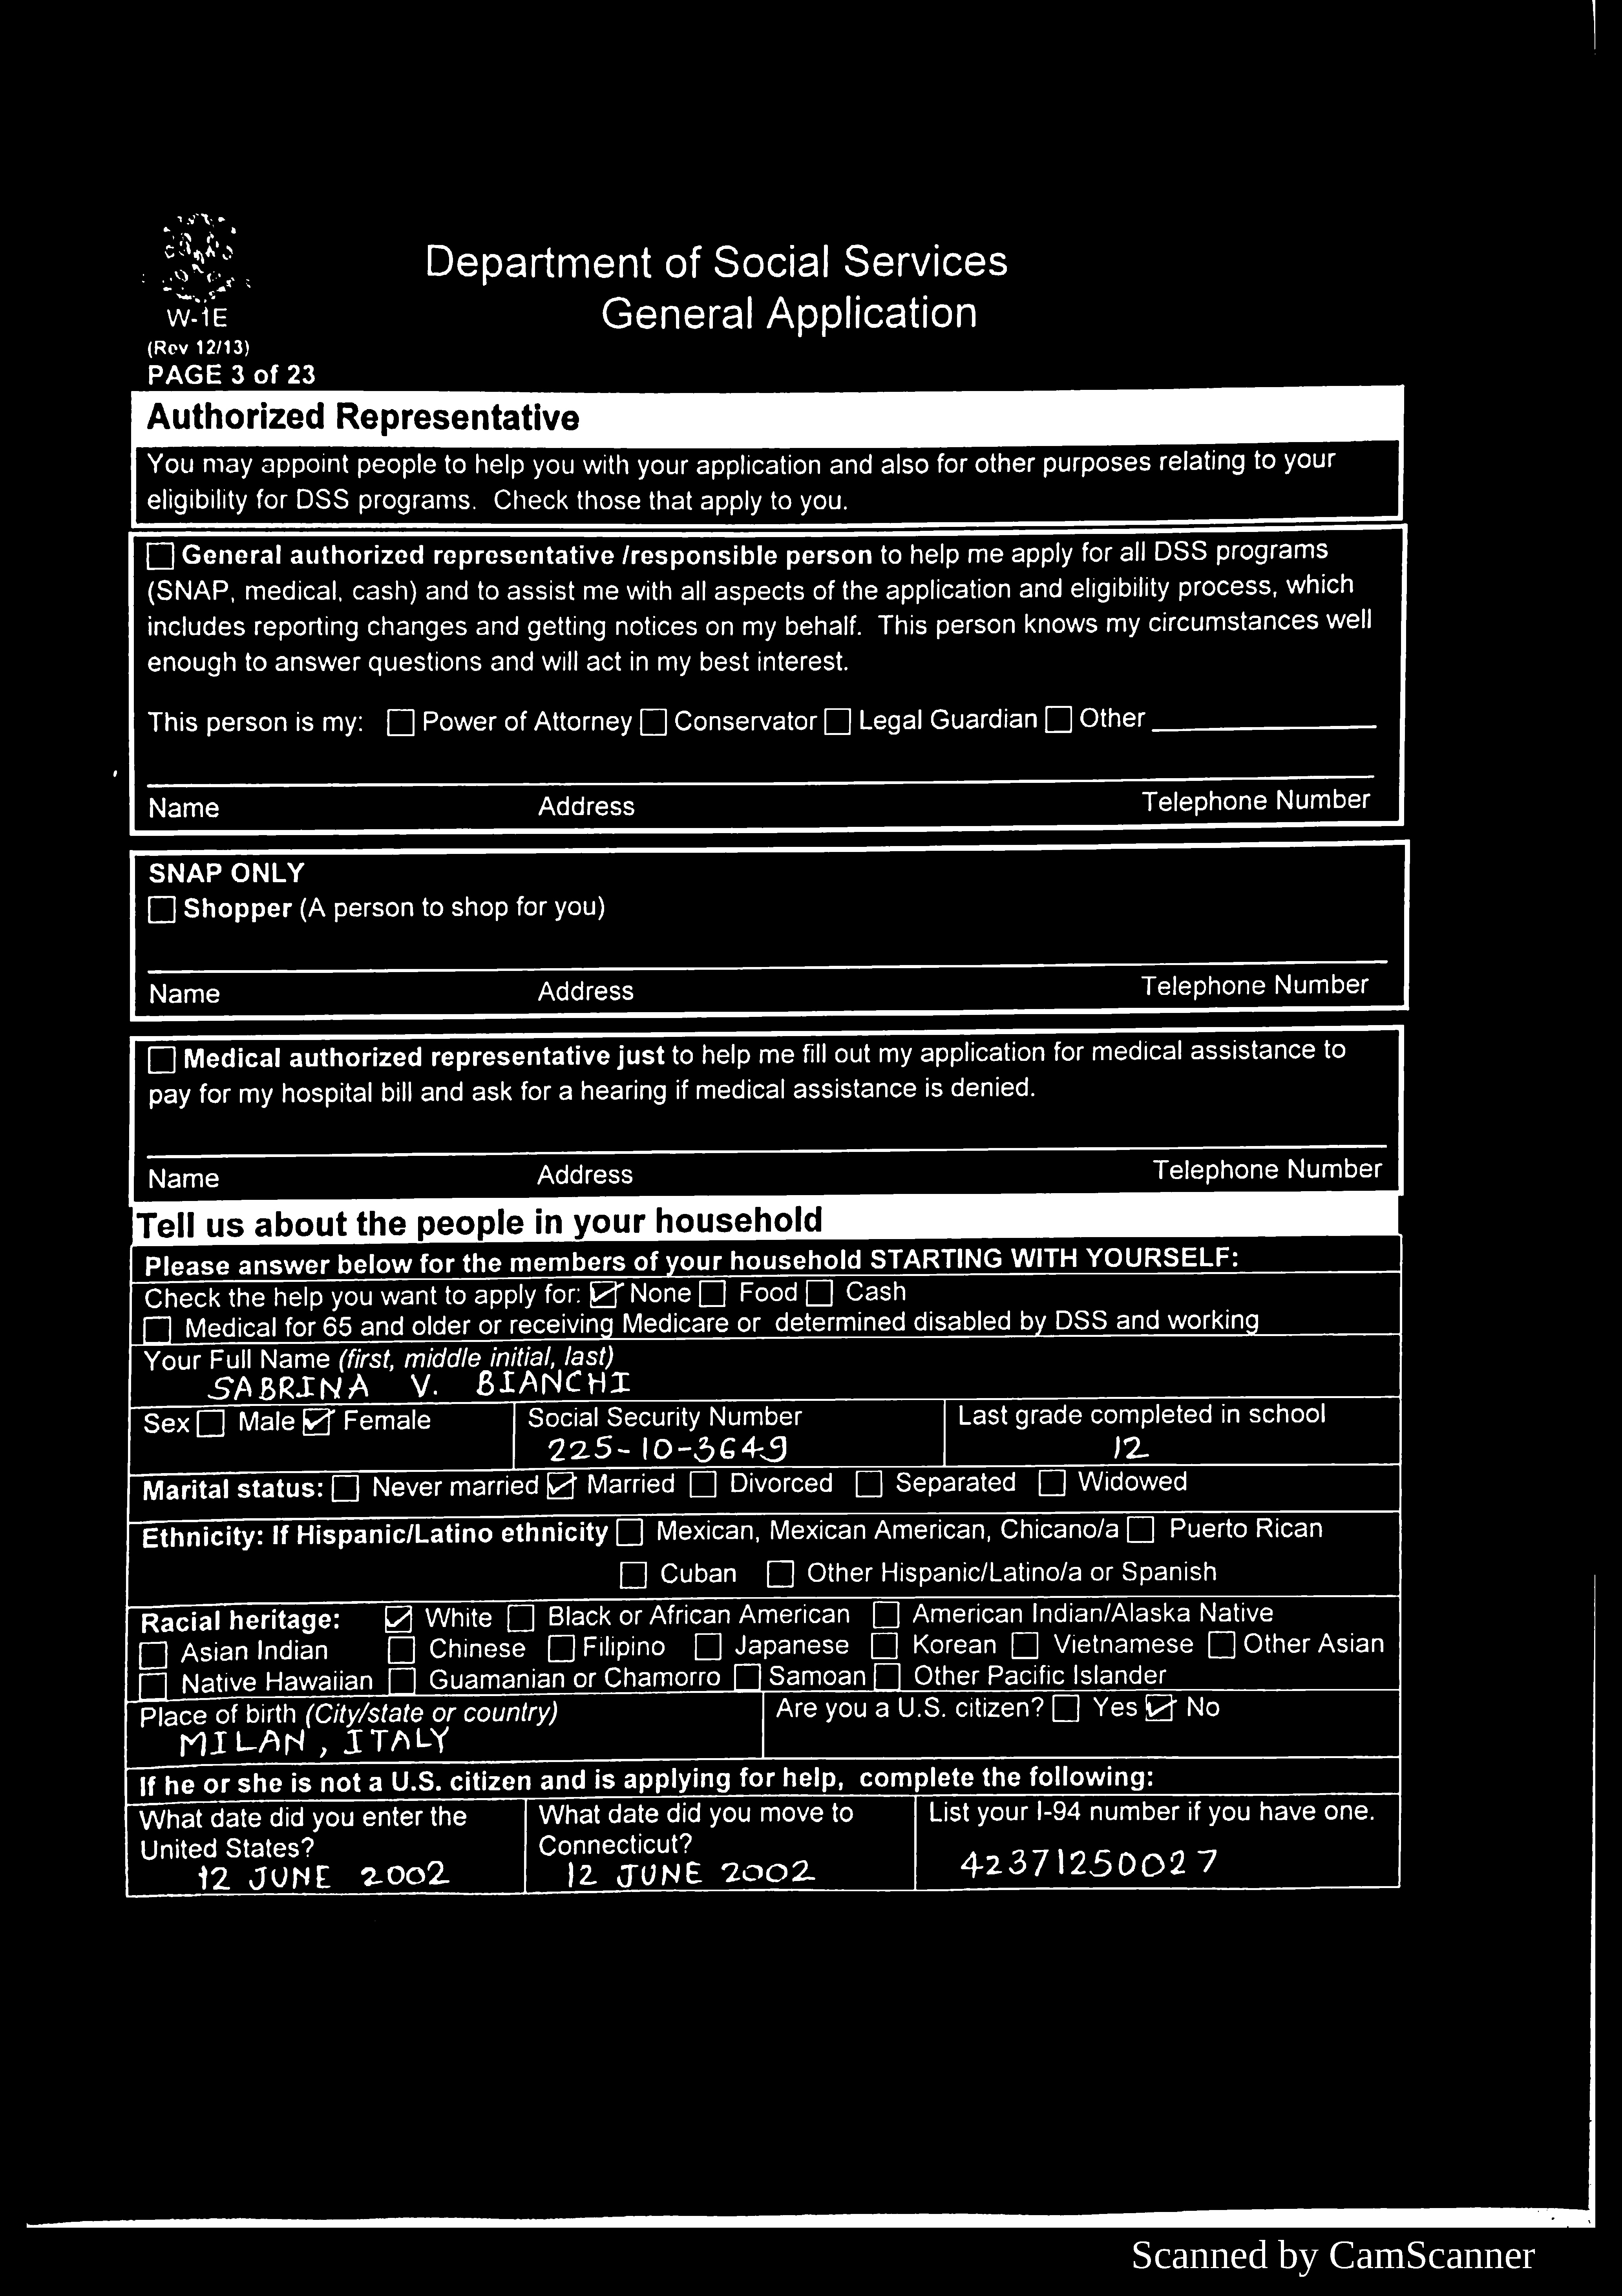 Department of Social Services
General Application
W-1E
(Rev 12/13)
PAGE 3 of 23
Authorized Representative
You may appoint people to help you with your application and also for other purposes relating to your
eligibility for DSS programs. Check those that apply to you.
☐ General authorized representative /responsible person to help me apply for all DSS programs
(SNAP, medical, cash) and to assist me with all aspects of the application and eligibility process, which
includes reporting changes and getting notices on my behalf. This person knows my circumstances well
enough to answer questions and will act in my best interest.
This person is my: ☐ Power of Attorney ☐ Conservator ☐ Legal Guardian ☐ Other
Name Address Telephone Number
SNAP ONLY
☐ Shopper (A person to shop for you)
Name Address Telephone Number
☐ Medical authorized representative just to help me fill out my application for medical assistance to
pay for my hospital bill and ask for a hearing if medical assistance is denied.
Name Address Telephone Number
Tell us about the people in your household
Please answer below for the members of your household STARTING WITH YOURSELF:
Check the help you want to apply for: ☑ None ☐ Food ☐ Cash
☐ Medical for 65 and older or receiving Medicare or determined disabled by DSS and working
Your Full Name (first, middle initial, last)
SABRINA V. BIANCHI
Sex ☐ Male ☑ Female Social Security Number Last grade completed in school
225-10-3649 12
Marital status: ☐ Never married ☑ Married ☐ Divorced ☐ Separated ☐ Widowed
Ethnicity: If Hispanic/Latino ethnicity ☐ Mexican, Mexican American, Chicano/a ☐ Puerto Rican
☐ Cuban ☐ Other Hispanic/Latino/a or Spanish
Racial heritage: ☑ White ☐ Black or African American ☐ American Indian/Alaska Native
☐ Asian Indian ☐ Chinese ☐ Filipino ☐ Japanese ☐ Korean ☐ Vietnamese ☐ Other Asian
☐ Native Hawaiian ☐ Guamanian or Chamorro ☐ Samoan ☐ Other Pacific Islander
Place of birth (City/state or country) Are you a U.S. citizen? ☐ Yes ☑ No
MILAN, ITALY
If he or she is not a U.S. citizen and is applying for help, complete the following:
What date did you enter the What date did you move to List your I-94 number if you have one.
United States? Connecticut?
12 JUNE 2002 12 JUNE 2002 42371250027
Scanned by CamScanner